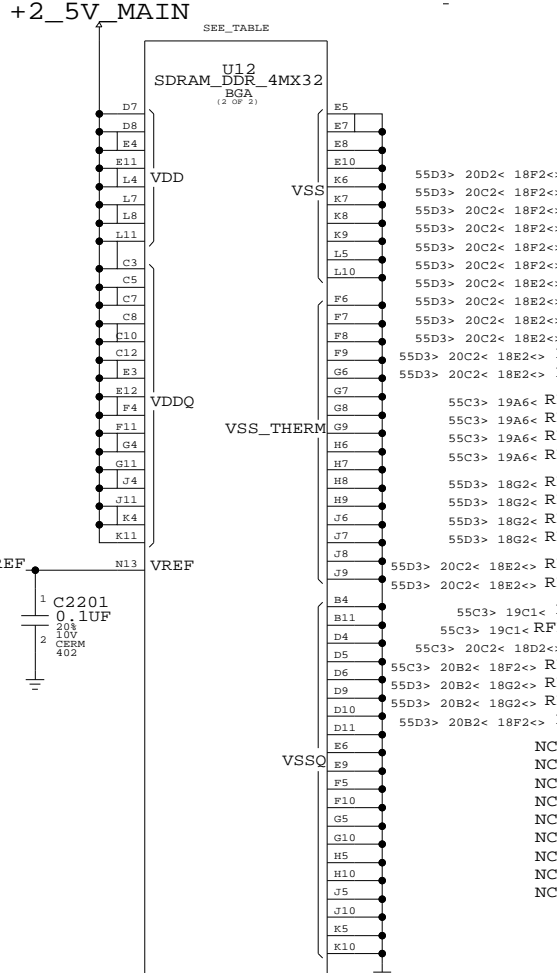 +2_5V_MAIN
SEE_TABLE
U12
SDRAM_DDR_4MX32
BGA
(2 OF 2)
D7
D8
E4
E11
L4
L7
L8
L11
VDD
C3
C5
C7
C8
C10
C12
E3
E12
F4
F11
G4
G11
J4
J11
K4
K11
VDDQ
REF
N13
VREF
1
2
C2201
0.1UF
20%
10V
CERM
402
E5
E7
E8
E10
K6
K7
K8
K9
L5
L10
VSS
F6
F7
F8
F9
G6
G7
G8
G9
H6
H7
H8
H9
J6
J7
J8
J9
VSS_THERM
B4
B11
D4
D5
D6
D9
D10
D11
E6
E9
F5
F10
G5
G10
H5
H10
J5
J10
K5
K10
VSSQ
55D3> 20D2< 18F2<>
55D3> 20C2< 18F2<>
55D3> 20C2< 18F2<>
55D3> 20C2< 18F2<>
55D3> 20C2< 18F2<>
55D3> 20C2< 18E2<>
55D3> 20C2< 18E2<>
55D3> 20C2< 18E2<>
55D3> 20C2< 18E2<>
55D3> 20C2< 18E2<>
55D3> 20C2< 18E2<>
55D3> 20C2< 18E2<>
55C3> 19A6< R
55C3> 19A6< R
55C3> 19A6< R
55C3> 19A6< R
55D3> 18G2< R
55D3> 18G2< R
55D3> 18G2< R
55D3> 18G2< R
55D3> 20C2< 18E2<> R
55D3> 20C2< 18E2<> R
55C3> 19C1<
55C3> 19C1< RF
55C3> 20C2< 18D2<>
55C3> 20B2< 18F2<> R
55D3> 20B2< 18G2<> R
55D3> 20B2< 18G2<> R
55D3> 20B2< 18F2<>
NC
NC
NC
NC
NC
NC
NC
NC
NC